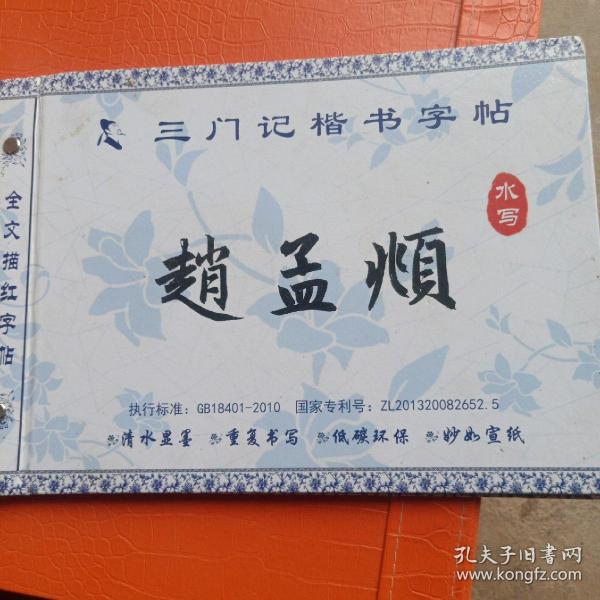 三门记楷书字帖
水写
全文描红字帖
趙孟頫
执行标准：GB18401-2010 国家专利号：ZL201320082652.5
清水显墨 重复书写 低碳环保 妙如宣纸
孔夫子旧书网
www.kongfz.com